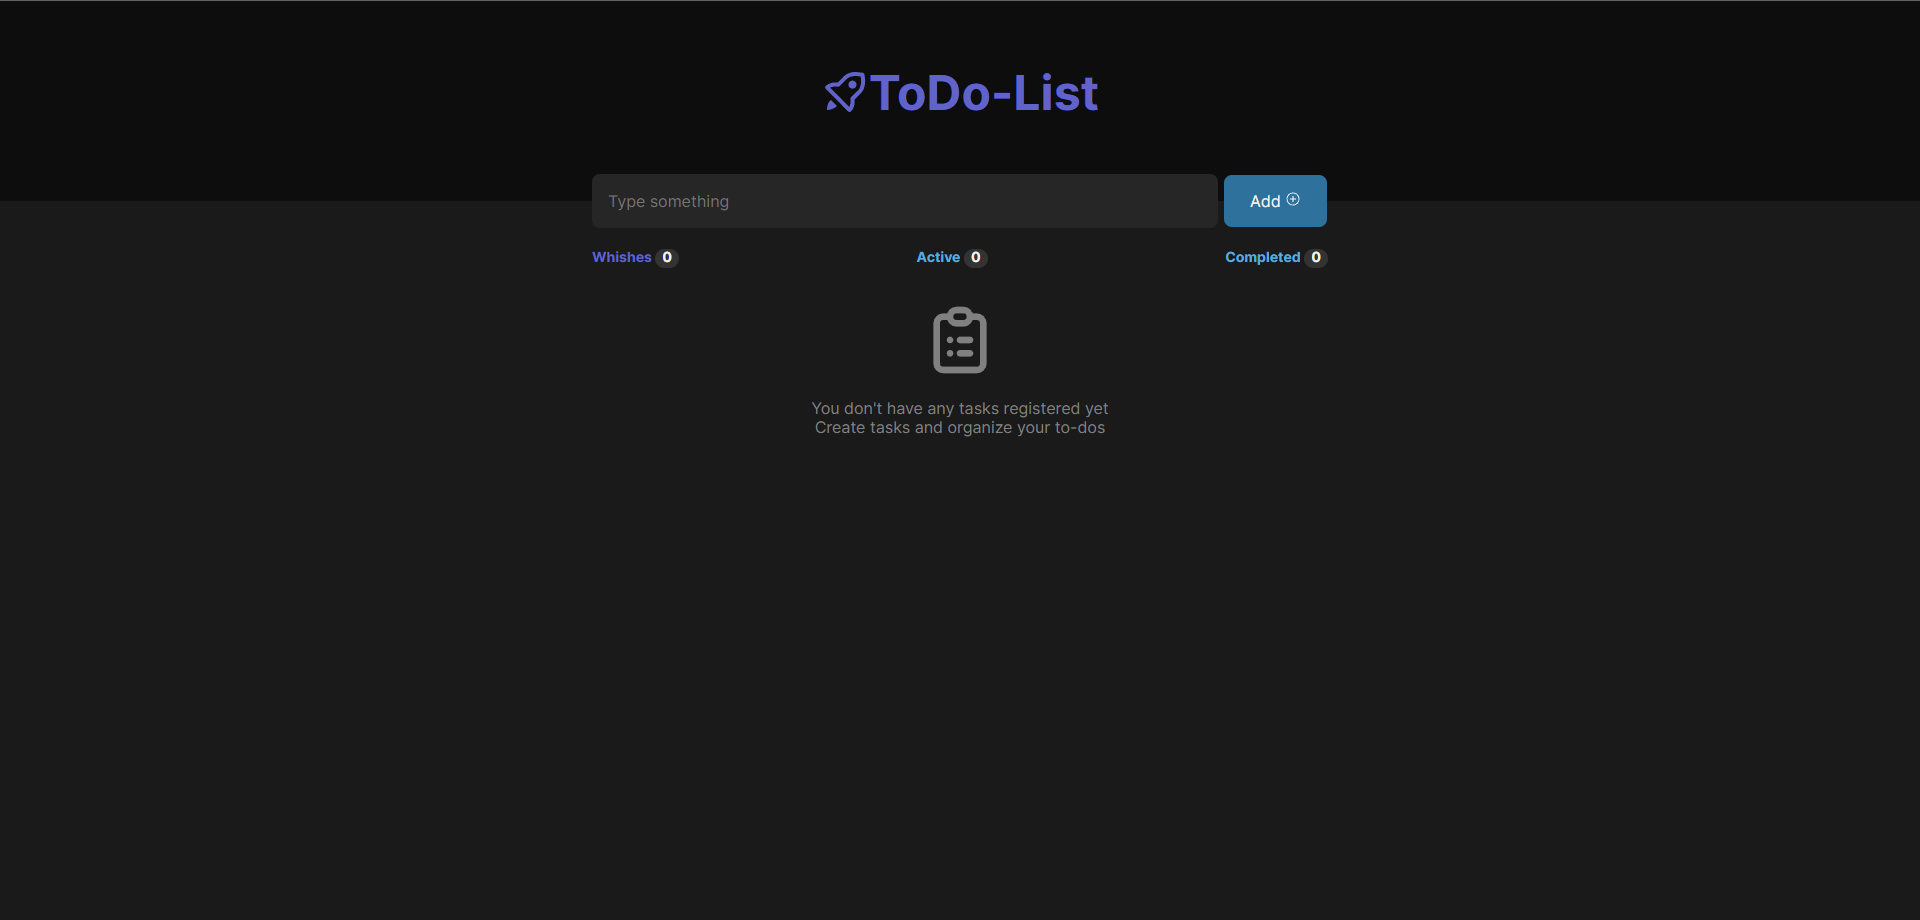 ToDo-List
Type something
Add
Whishes 0 Active 0 Completed 0
You don't have any tasks registered yet
Create tasks and organize your to-dos